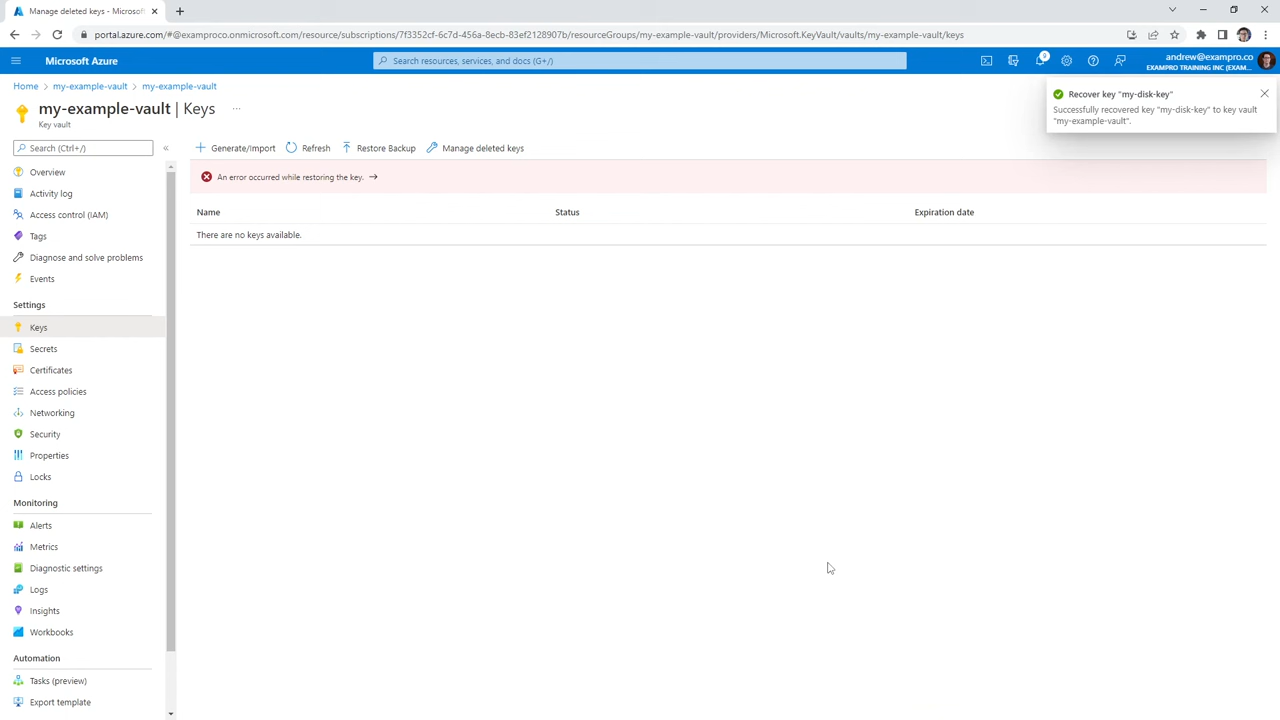 Manage deleted keys - Microsof
portal.azure.com/#@examproco.onmicrosoft.com/resource/subscriptions/7f3352cf-6c7d-456a-8ecb-83ef2128907b/resourceGroups/my-example-vault/providers/Microsoft.KeyVault/vaults/my-example-vault/keys
Microsoft Azure
Search resources, services, and docs (G+/)
9
andrew@exampro.co
EXAMPRO TRAINING INC (EXAM...
Home > my-example-vault > my-example-vault
my-example-vault | Keys ...
Key vault
Recover key "my-disk-key"
Successfully recovered key "my-disk-key" to key vault
"my-example-vault".
Search (Ctrl+/)
«
Generate/Import
Refresh
Restore Backup
Manage deleted keys
An error occurred while restoring the key. →
Name
Status
Expiration date
There are no keys available.
Overview
Activity log
Access control (IAM)
Tags
Diagnose and solve problems
Events
Settings
Keys
Secrets
Certificates
Access policies
Networking
Security
Properties
Locks
Monitoring
Alerts
Metrics
Diagnostic settings
Logs
Insights
Workbooks
Automation
Tasks (preview)
Export template